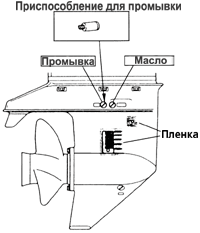 Приспособление для промывки
Промывка
Масло
Пленка